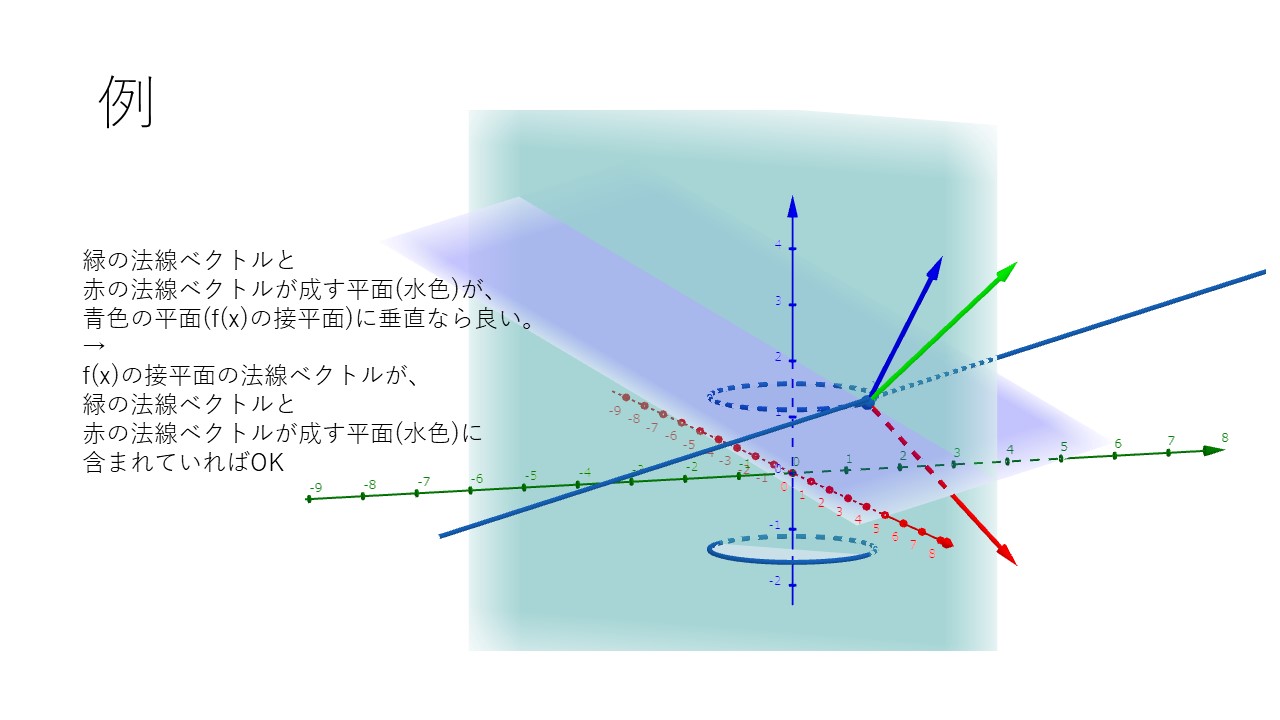 例
緑の法線ベクトルと
赤の法線ベクトルが成す平面(水色)が、
青色の平面(f(x)の接平面)に垂直なら良い。
→
f(x)の接平面の法線ベクトルが、
緑の法線ベクトルと
赤の法線ベクトルが成す平面(水色)に
含まれていればOK
4
3
2
1
0
-1
-2
-9 -8 -7 -6 -5 -4 -3 -2 -1 0 1 2 3 4 5 6 7 8
-9 -8 -7 -6 -5 -4 -3 -2 -1 0 1 2 3 4 5 6 7 8